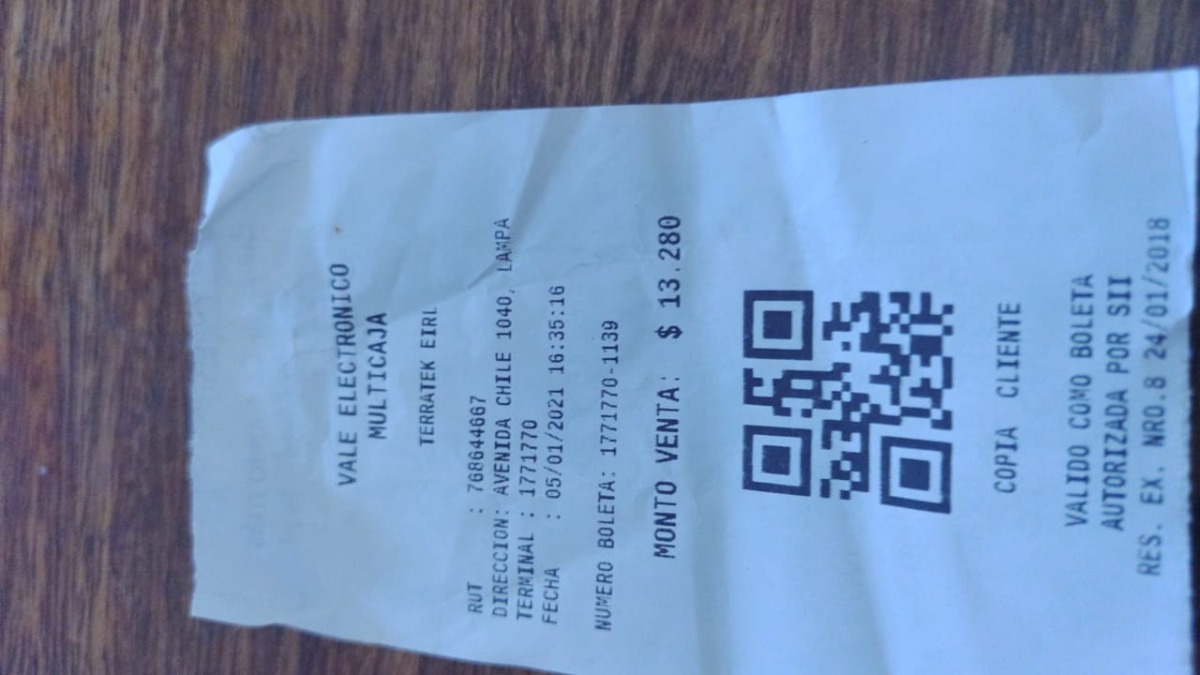 VALE ELECTRONICO
MULTICAJA
TERRATEK EIRL
RUT : 768644667
DIRECCION: AVENIDA CHILE 1040, LAMPA
TERMINAL : 1771770
FECHA : 05/01/2021 16:35:16
NUMERO BOLETA: 1771770-1139
MONTO VENTA: $ 13.280
COPIA CLIENTE
VALIDO COMO BOLETA
AUTORIZADA POR SII
RES. EX. NRO.8 24/01/2018